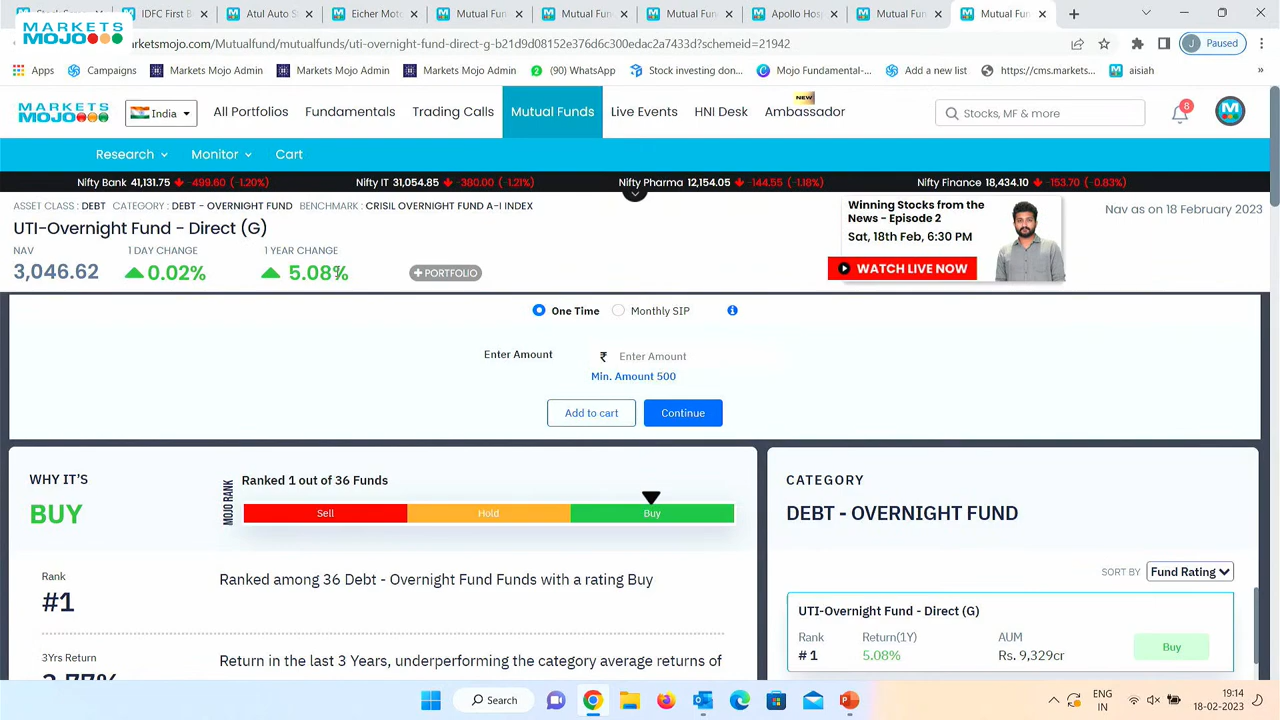 Mutual Fun
IDFC First B
Atul Auto S
Eicher Moto
Mutual Fun
Mutual Fun
Mutual Fun
Mutual Fun
Mutual Fun
MARKETS
MOJO
ketsmojo.com/Mutualfund/mutualfunds/uti-overnight-fund-direct-g
schemeid=21942
J Paused
Apps
Campaigns
Markets Mojo Admin
Markets Mojo Admin
Markets Mojo Admin
(90) WhatsApp
Stock investing don...
Mojo Fundamental-...
Add a new list
https://cms.markets...
aisiah
»
MARKETS
MOJO
India
All Portfolios
Fundamentals
Trading Calls
Mutual Funds
Live Events
HNI Desk
NEW
Ambassador
Stocks, MF & more
8
Research
Monitor
Cart
Nifty Bank 41,131.75 -499.60 (-1.20%)
Nifty IT 31,054.85 -380.00 (-1.21%)
Nifty Pharma 12,154.05 -144.55 (-1.18%)
Nifty Finance 18,434.10 -153.70 (-0.83%)
ASSET CLASS : DEBT CATEGORY : DEBT - OVERNIGHT FUND BENCHMARK : CRISIL OVERNIGHT FUND A-I INDEX
UTI-Overnight Fund - Direct (G)
NAV
3,046.62
1 DAY CHANGE
0.02%
1 YEAR CHANGE
5.08%
+ PORTFOLIO
Winning Stocks from the
News - Episode 2
Sat, 18th Feb, 6:30 PM
WATCH LIVE NOW
Nav as on 18 February 2023
One Time
Monthly SIP
Enter Amount
₹ Enter Amount
Min. Amount 500
Add to cart
Continue
WHY IT'S
BUY
MOJO RANK
Ranked 1 out of 36 Funds
Sell
Hold
Buy
Rank
#1
Ranked among 36 Debt - Overnight Fund Funds with a rating Buy
3Yrs Return
3.77%
Return in the last 3 Years, underperforming the category average returns of
CATEGORY
DEBT - OVERNIGHT FUND
SORT BY Fund Rating
UTI-Overnight Fund - Direct (G)
Rank
# 1
Return(1Y)
5.08%
AUM
Rs. 9,329cr
Buy
Search
ENG
IN
19:14
18-02-2023